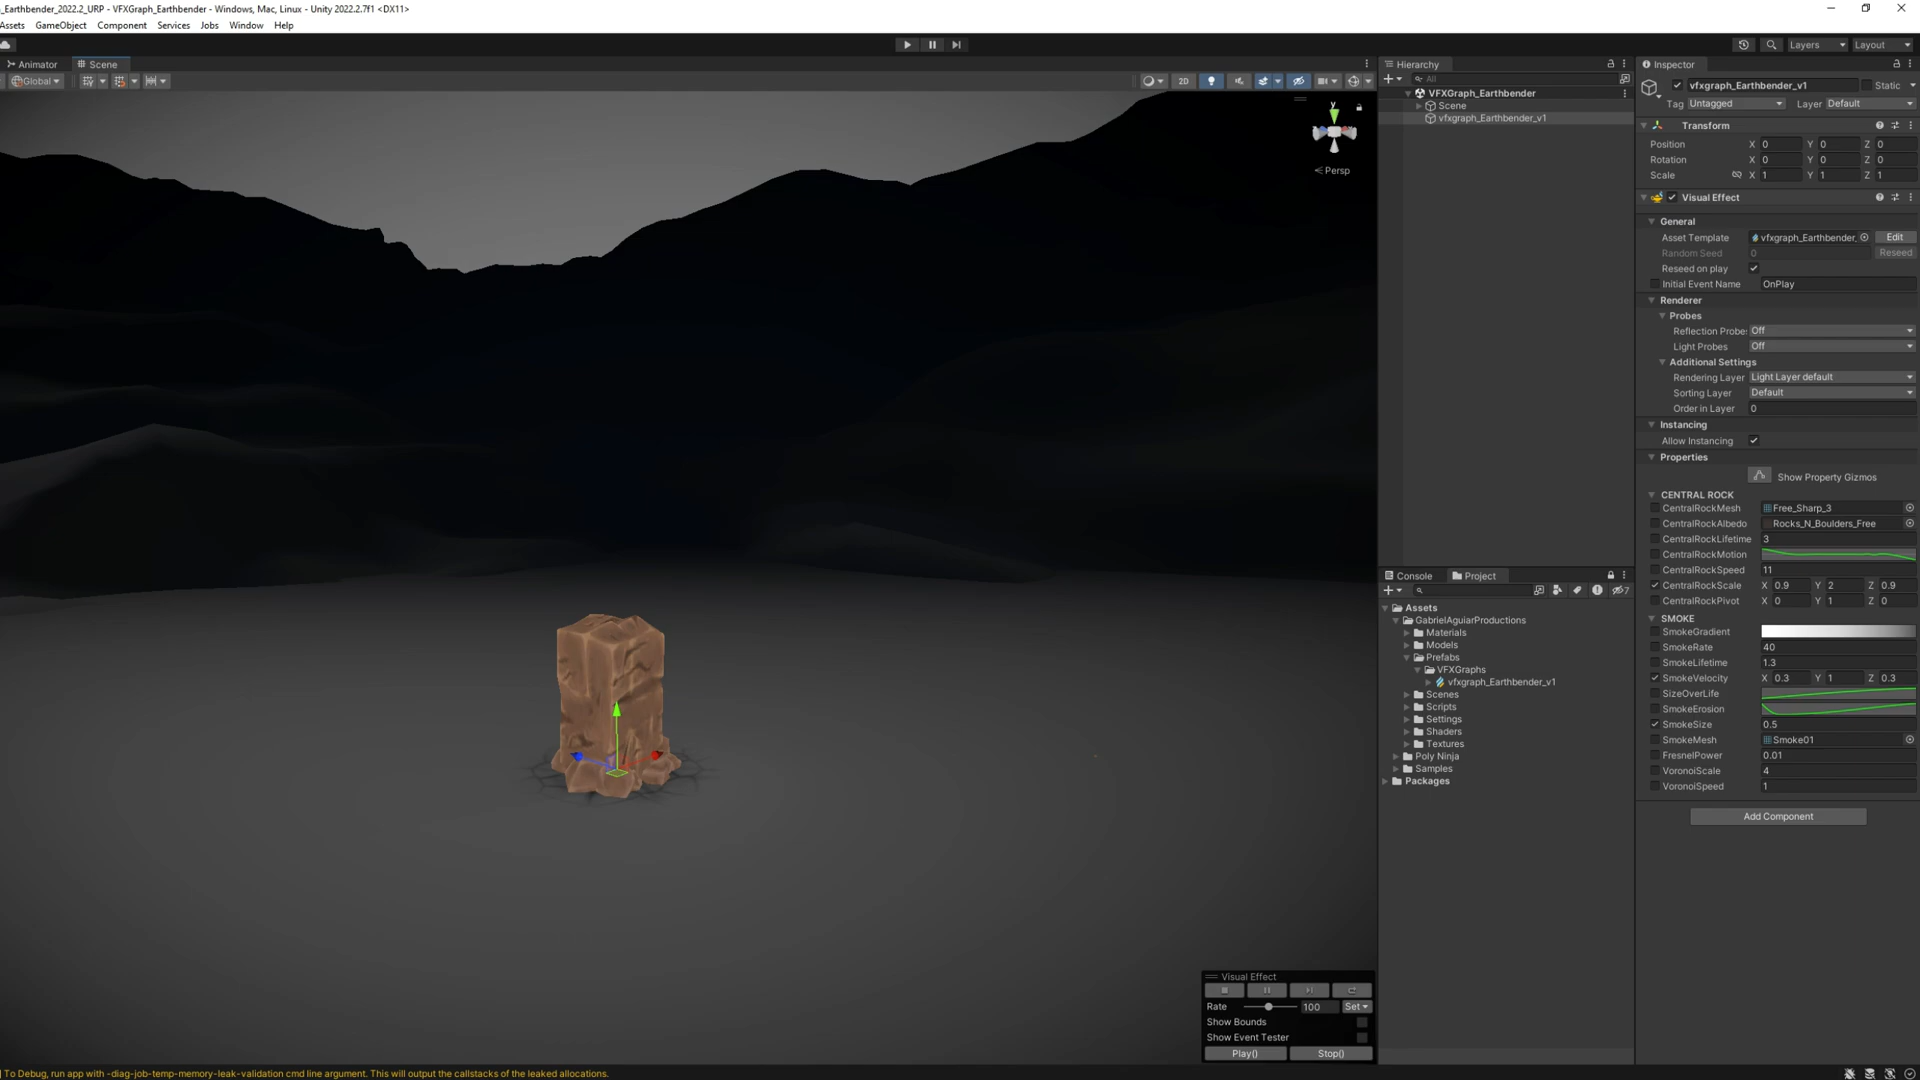 _Earthbender_2022.2_URP - VFXGraph_Earthbender - Windows, Mac, Linux - Unity 2022.2.7f1 <DX11>
Assets GameObject Component Services Jobs Window Help
Layers Layout
Animator Scene
Global
2D
y
Persp
Hierarchy
All
VFXGraph_Earthbender
Scene
vfxgraph_Earthbender_v1
Console Project
7
Assets
GabrielAguiarProductions
Materials
Models
Prefabs
VFXGraphs
vfxgraph_Earthbender_v1
Scenes
Scripts
Settings
Shaders
Textures
Poly Ninja
Samples
Packages
Inspector
vfxgraph_Earthbender_v1 Static
Tag Untagged Layer Default
Transform
Position X 0 Y 0 Z 0
Rotation X 0 Y 0 Z 0
Scale X 1 Y 1 Z 1
Visual Effect
General
Asset Template vfxgraph_Earthbender_ Edit
Random Seed 0 Reseed
Reseed on play
Initial Event Name OnPlay
Renderer
Probes
Reflection Probe: Off
Light Probes Off
Additional Settings
Rendering Layer Light Layer default
Sorting Layer Default
Order in Layer 0
Instancing
Allow Instancing
Properties
Show Property Gizmos
CENTRAL ROCK
CentralRockMesh Free_Sharp_3
CentralRockAlbedo Rocks_N_Boulders_Free
CentralRockLifetime 3
CentralRockMotion
CentralRockSpeed 11
CentralRockScale X 0.9 Y 2 Z 0.9
CentralRockPivot X 0 Y 1 Z 0
SMOKE
SmokeGradient
SmokeRate 40
SmokeLifetime 1.3
SmokeVelocity X 0.3 Y 1 Z 0.3
SizeOverLife
SmokeErosion
SmokeSize 0.5
SmokeMesh Smoke01
FresnelPower 0.01
VoronoiScale 4
VoronoiSpeed 1
Add Component
Visual Effect
Rate 100 Set
Show Bounds
Show Event Tester
Play() Stop()
To Debug, run app with -diag-job-temp-memory-leak-validation cmd line argument. This will output the callstacks of the leaked allocations.